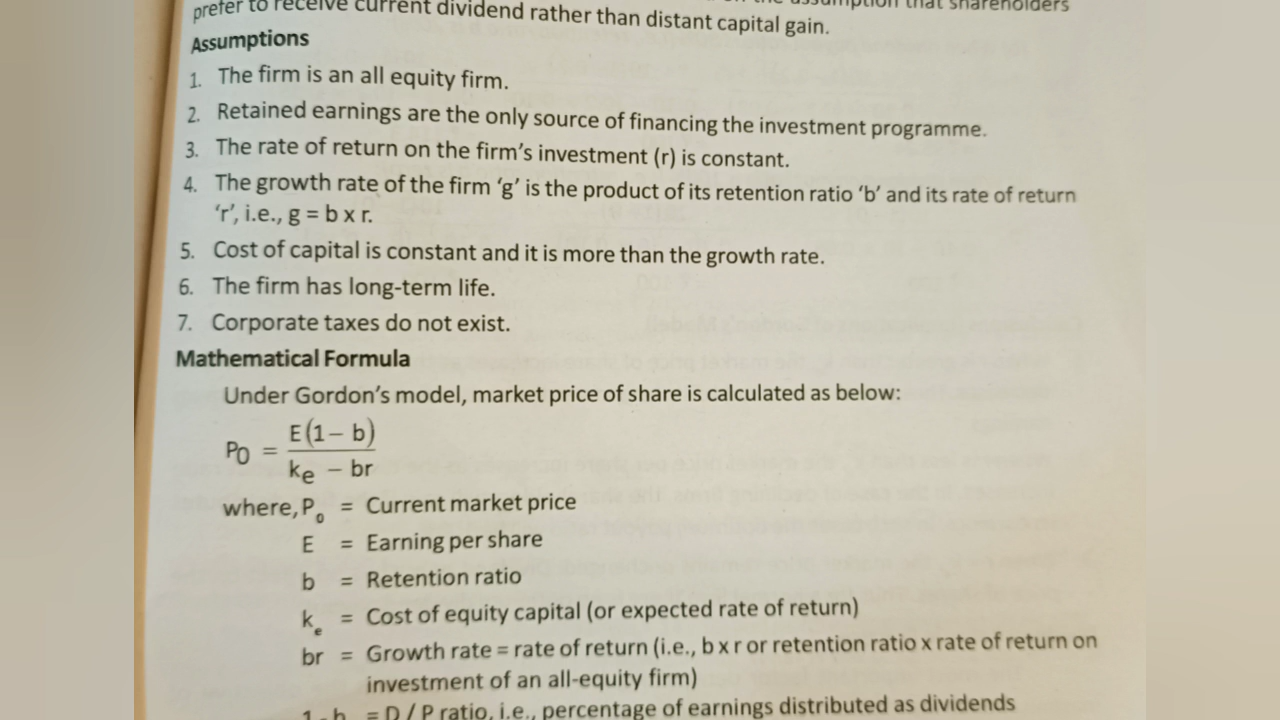 the assumption that shareholders
prefer to receive current dividend rather than distant capital gain.
Assumptions
1. The firm is an all equity firm.
2. Retained earnings are the only source of financing the investment programme.
3. The rate of return on the firm's investment (r) is constant.
4. The growth rate of the firm 'g' is the product of its retention ratio 'b' and its rate of return
'r', i.e., g = b x r.
5. Cost of capital is constant and it is more than the growth rate.
6. The firm has long-term life.
7. Corporate taxes do not exist.
Mathematical Formula
Under Gordon's model, market price of share is calculated as below:
P0 = E(1 – b) / ke – br
where, P0 = Current market price
E = Earning per share
b = Retention ratio
ke = Cost of equity capital (or expected rate of return)
br = Growth rate = rate of return (i.e., b x r or retention ratio x rate of return on
investment of an all-equity firm)
1 - b = D / P ratio, i.e., percentage of earnings distributed as dividends